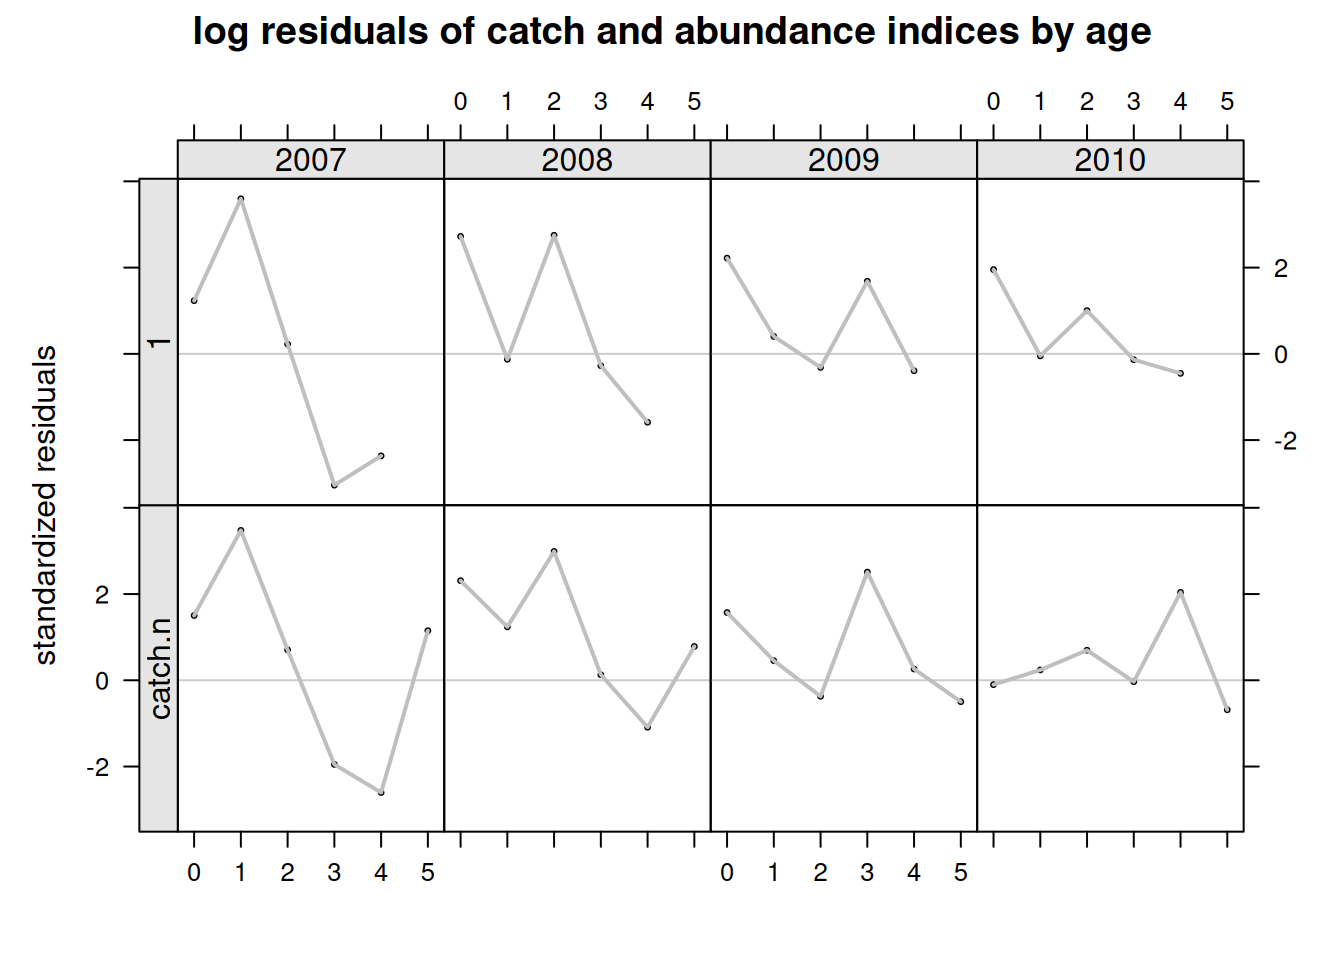 log residuals of catch and abundance indices by age
0 1 2 3 4 5 0 1 2 3 4 5
2007 2008 2009 2010
1
2
0
-2
standardized residuals
catch.n
2
0
-2
0 1 2 3 4 5 0 1 2 3 4 5